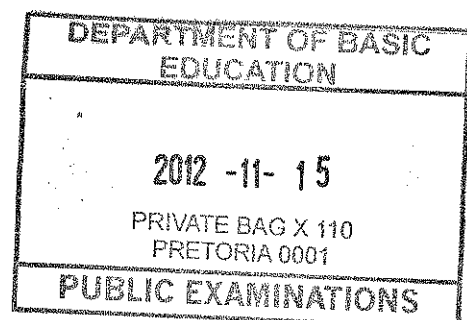 DEPARTMENT OF BASIC
EDUCATION
2012 -11- 15
PRIVATE BAG X 110
PRETORIA 0001
PUBLIC EXAMINATIONS